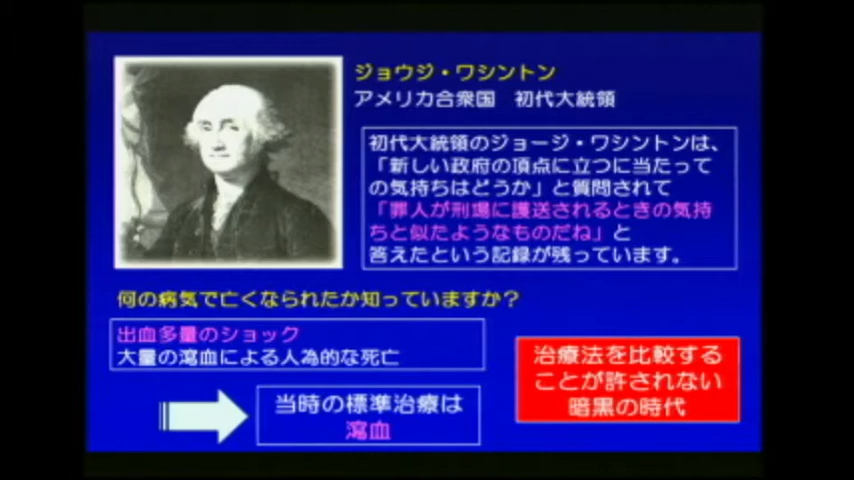 ジョウジ・ワシントン
アメリカ合衆国　初代大統領
初代大統領のジョージ・ワシントンは、
「新しい政府の頂点に立つに当たって
の気持ちはどうか」と質問されて
「罪人が刑場に護送されるときの気持
ちと似たようなものだね」と
答えたという記録が残っています。
何の病気で亡くなられたか知っていますか？
出血多量のショック
大量の瀉血による人為的な死亡
治療法を比較する
ことが許されない
暗黒の時代
当時の標準治療は
瀉血